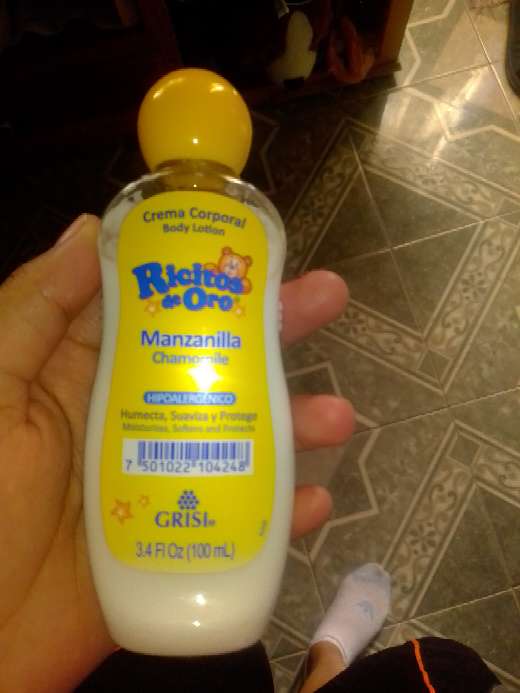 Crema Corporal
Body Lotion
Ricitos
de Oro
Manzanilla
Chamomile
HIPOALERGÉNICO
Humecta, Suaviza y Protege
Moisturizes, Softens and Protects
7 501022 104248
GRISI
3.4 Fl Oz (100 mL)